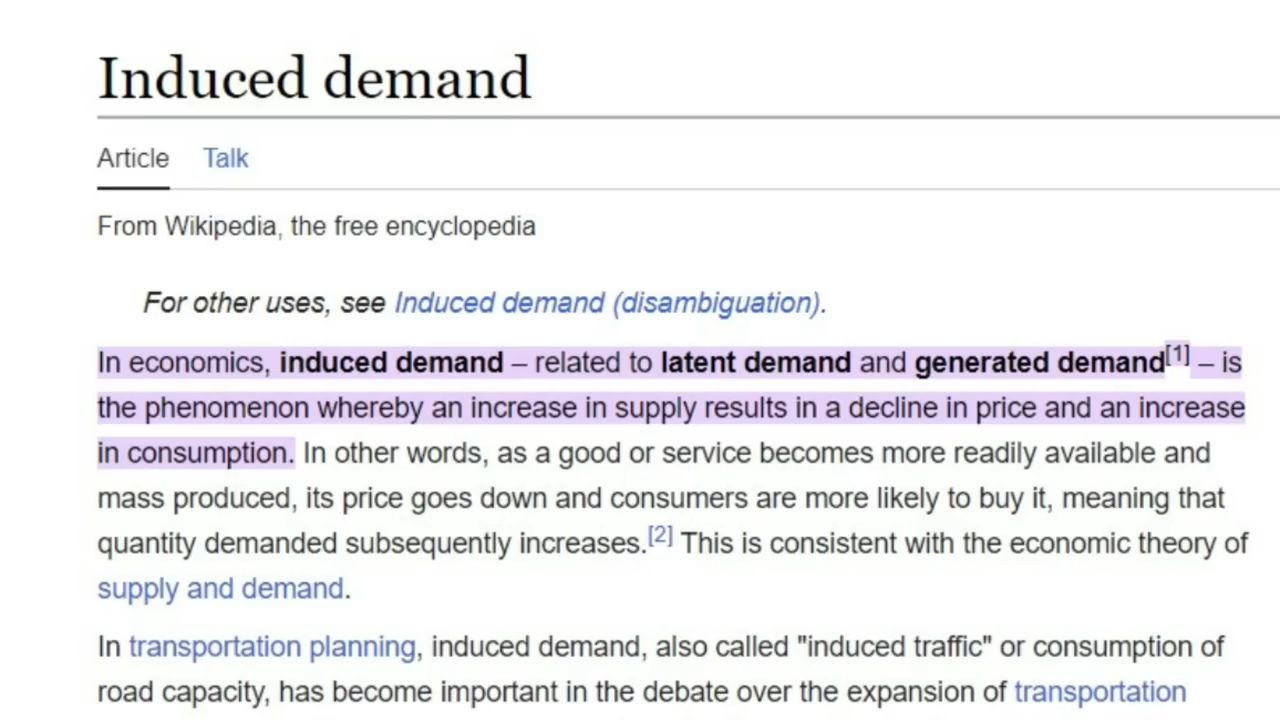 Induced demand
Article Talk
From Wikipedia, the free encyclopedia
For other uses, see Induced demand (disambiguation).
In economics, induced demand – related to latent demand and generated demand[1] – is
the phenomenon whereby an increase in supply results in a decline in price and an increase
in consumption. In other words, as a good or service becomes more readily available and
mass produced, its price goes down and consumers are more likely to buy it, meaning that
quantity demanded subsequently increases.[2] This is consistent with the economic theory of
supply and demand.
In transportation planning, induced demand, also called "induced traffic" or consumption of
road capacity, has become important in the debate over the expansion of transportation